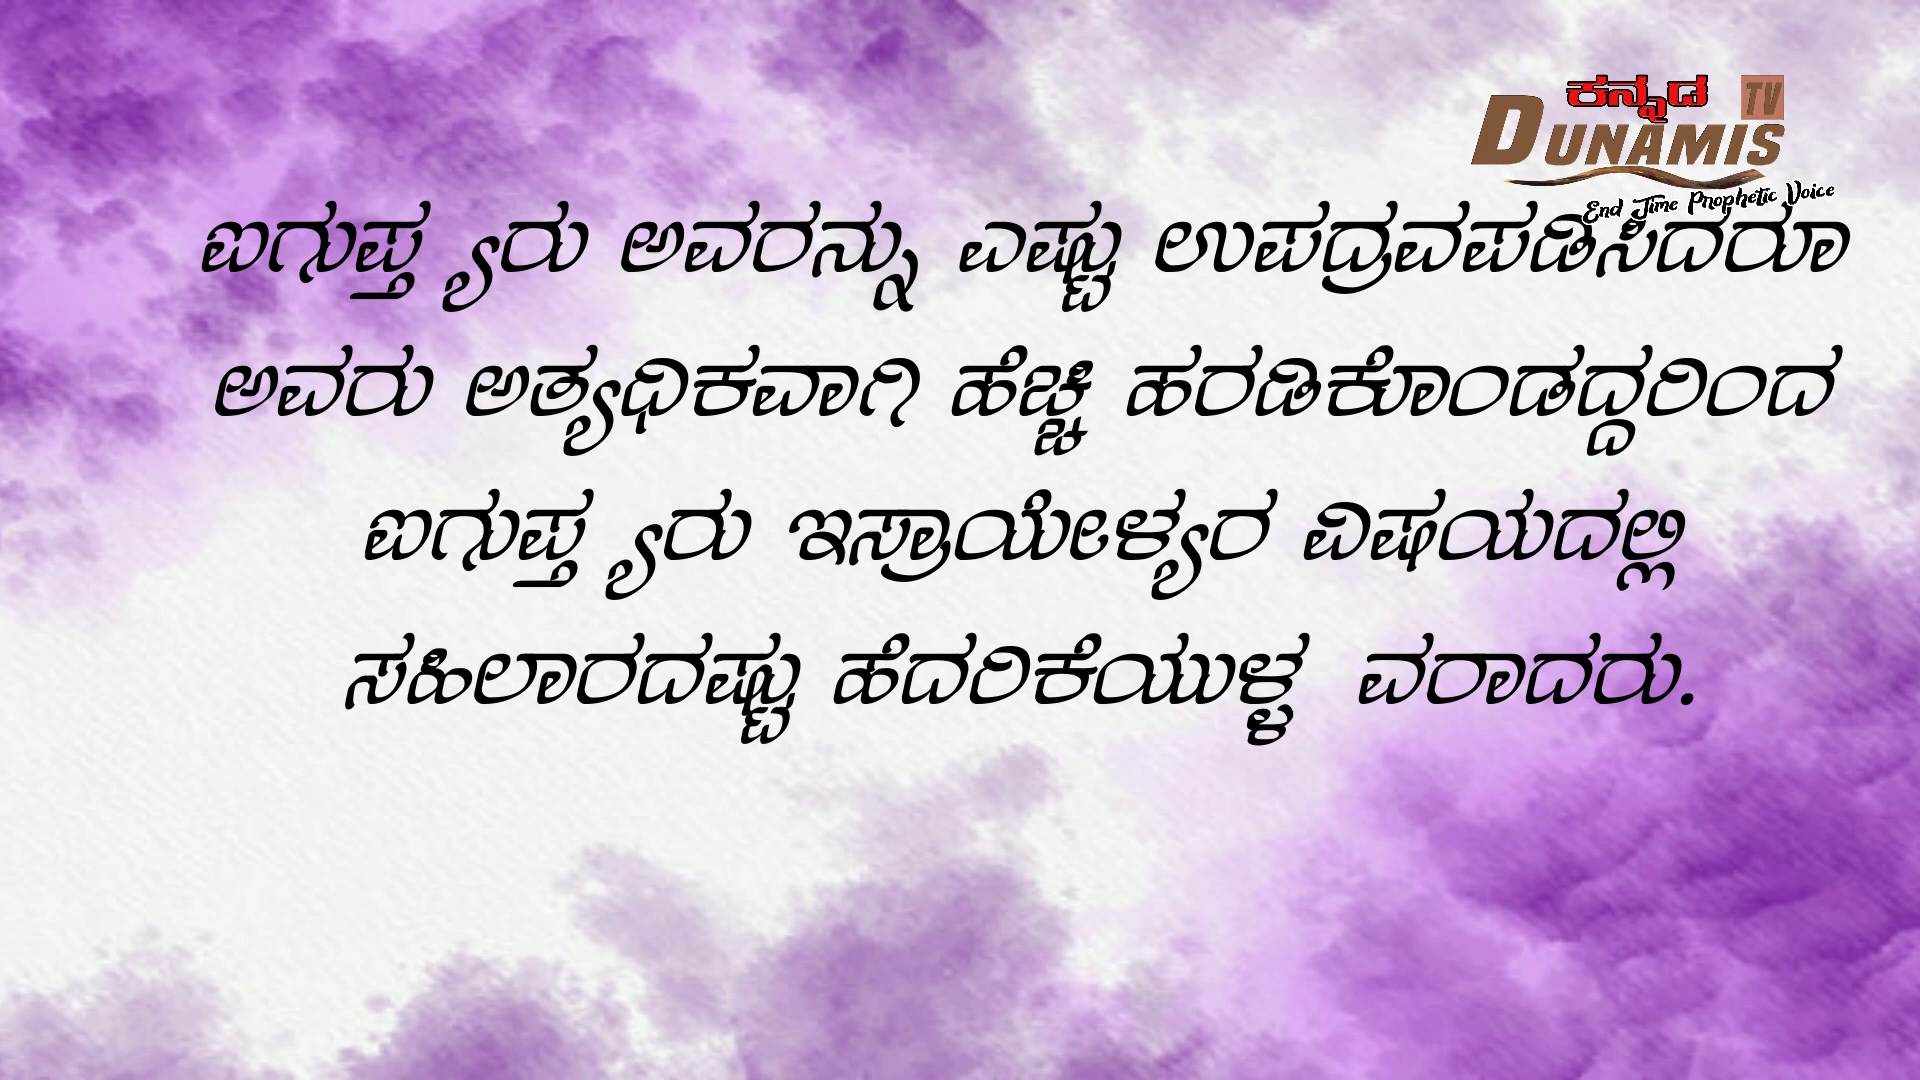 ಕನ್ನಡ
TV
DUNAMIS
End Time Prophetic Voice
ಐಗುಪ್ತ ್ಯರು ಅವರನ್ನು ಎಷ್ಟು ಉಪದ್ರವಪಡಿಸಿದರೂ
ಅವರು ಅತ್ಯಧಿಕವಾಗಿ ಹೆಚ್ಚಿ ಹರಡಿಕೊಂಡದ್ದರಿಂದ
ಐಗುಪ್ತ ್ಯರು ಇಸ್ರಾಯೇಳ್ಯರ ವಿಷಯದಲ್ಲಿ
ಸಹಿಲಾರದಷ್ಟು ಹೆದರಿಕೆಯುಳ್ಳ ವರಾದರು.